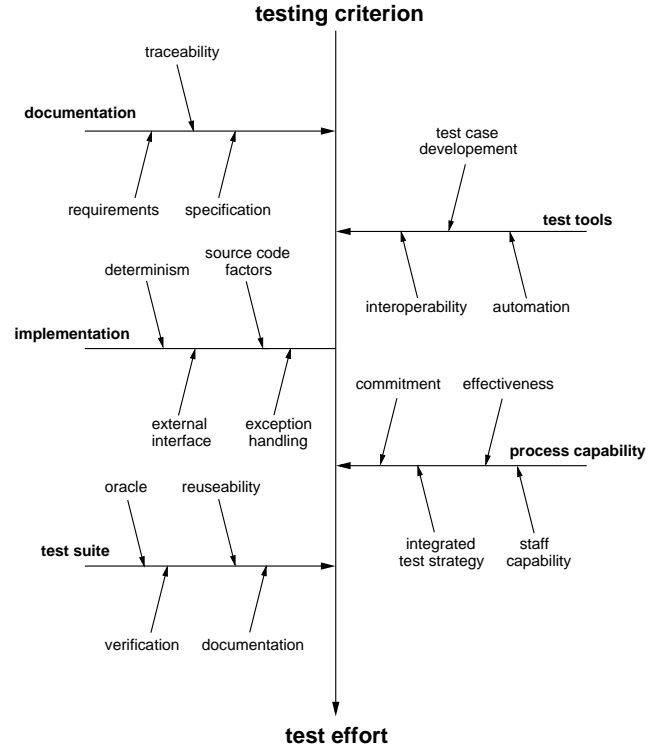 testing criterion
traceability
documentation
requirements
specification
test case
developement
test tools
interoperability
automation
determinism
source code
factors
implementation
external
interface
exception
handling
commitment
effectiveness
process capability
integrated
test strategy
staff
capability
oracle
reuseability
test suite
verification
documentation
test effort